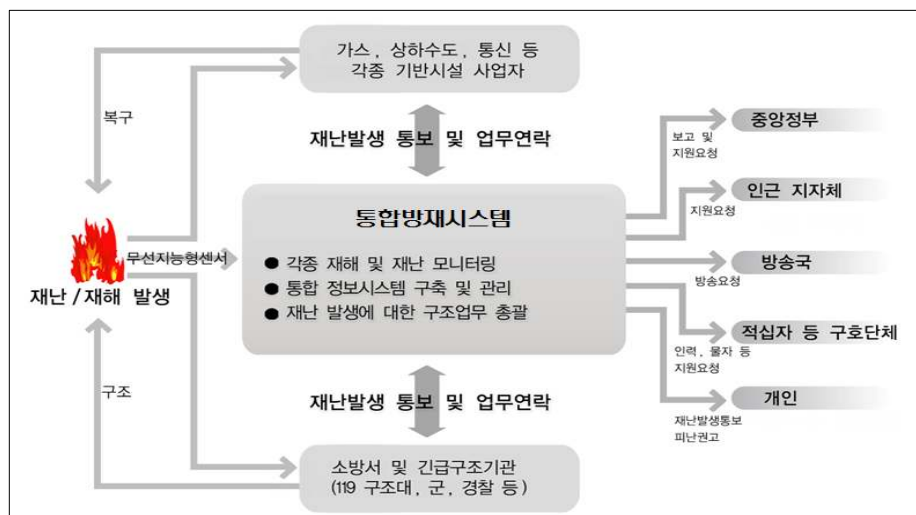 가스, 상하수도, 통신 등
각종 기반시설 사업자
복구
재난발생 통보 및 업무연락
중앙정부
보고 및
지원요청
통합방재시스템
인근 지자체
지원요청
무선지능형센서
● 각종 재해 및 재난 모니터링
● 통합 정보시스템 구축 및 관리
● 재난 발생에 대한 구조업무 총괄
재난/재해 발생
방송국
방송요청
적십자 등 구호단체
인력, 물자 등
지원요청
구조
재난발생 통보 및 업무연락
개인
재난발생통보
피난권고
소방서 및 긴급구조기관
(119 구조대, 군, 경찰 등)